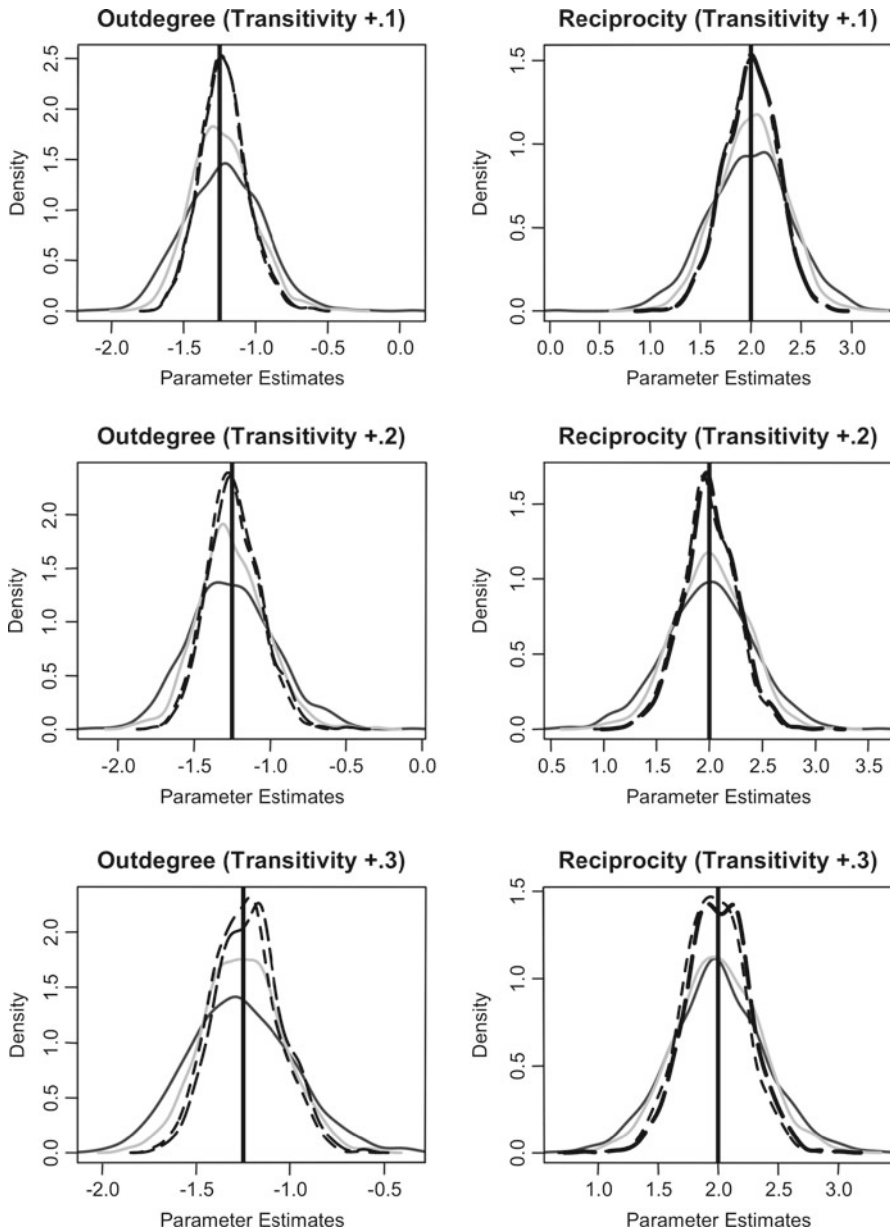 Outdegree (Transitivity +.1)
Density
0.0 0.5 1.0 1.5 2.0 2.5
-2.0 -1.5 -1.0 -0.5 0.0
Parameter Estimates
Reciprocity (Transitivity +.1)
Density
0.0 0.5 1.0 1.5
0.0 0.5 1.0 1.5 2.0 2.5 3.0
Parameter Estimates
Outdegree (Transitivity +.2)
Density
0.0 0.5 1.0 1.5 2.0
-2.0 -1.5 -1.0 -0.5 0.0
Parameter Estimates
Reciprocity (Transitivity +.2)
Density
0.0 0.5 1.0 1.5
0.5 1.0 1.5 2.0 2.5 3.0 3.5
Parameter Estimates
Outdegree (Transitivity +.3)
Density
0.0 0.5 1.0 1.5 2.0
-2.0 -1.5 -1.0 -0.5
Parameter Estimates
Reciprocity (Transitivity +.3)
Density
0.0 0.5 1.0 1.5
1.0 1.5 2.0 2.5 3.0
Parameter Estimates